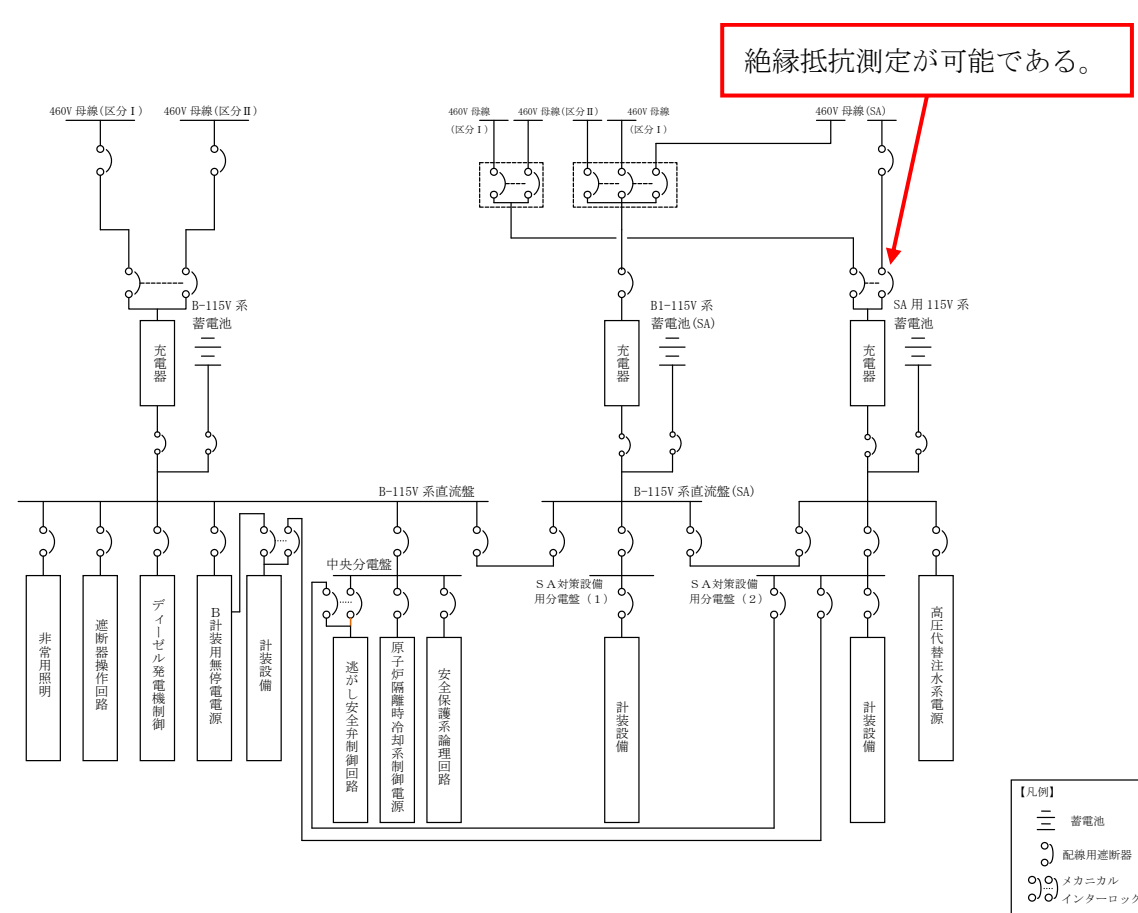 絶縁抵抗測定が可能である。
460V 母線(区分Ⅰ)
460V 母線(区分Ⅱ)
460V 母線
(区分Ⅰ)
460V 母線(区分Ⅱ)
460V 母線
(区分Ⅰ)
460V 母線(SA)
B-115V 系
蓄電池
充電器
B1-115V 系
蓄電池(SA)
充電器
SA 用 115V 系
蓄電池
充電器
B-115V 系直流盤
B-115V 系直流盤(SA)
中央分電盤
SA対策設備
用分電盤(1)
SA対策設備
用分電盤(2)
非常用照明
遮断器操作回路
ディーゼル発電機制御
B計装用無停電電源
計装設備
逃がし安全弁制御回路
原子炉隔離時冷却系制御電源
安全保護系論理回路
計装設備
計装設備
高圧代替注水系電源
【凡例】
蓄電池
配線用遮断器
メカニカル
インターロック